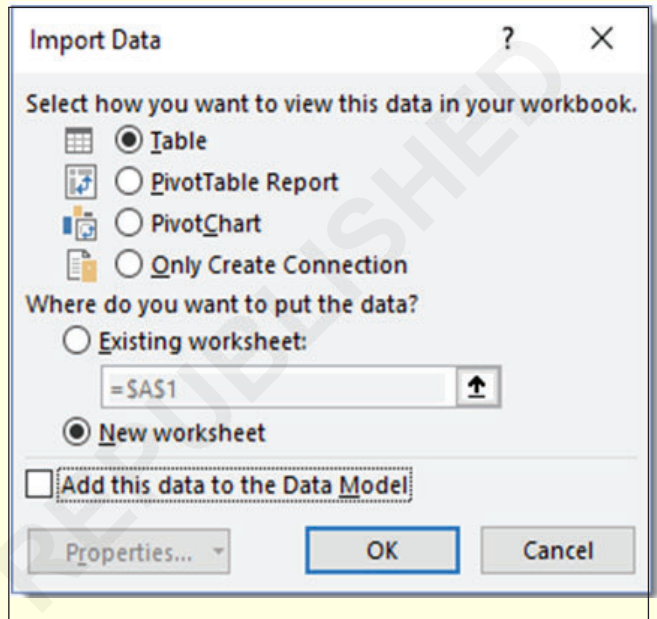 Import Data ? X
Select how you want to view this data in your workbook.
Table
PivotTable Report
PivotChart
Only Create Connection
Where do you want to put the data?
Existing worksheet:
=$A$1
New worksheet
Add this data to the Data Model
Properties... OK Cancel
REPUBLISHED